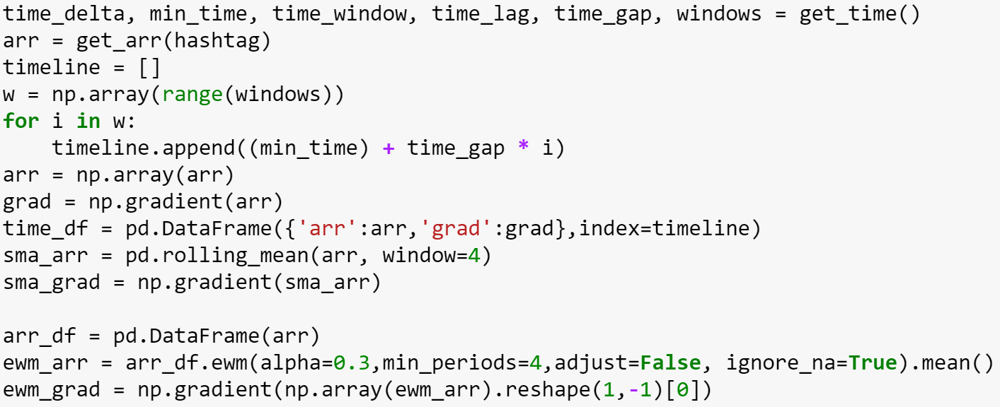 time_delta, min_time, time_window, time_lag, time_gap, windows = get_time()
arr = get_arr(hashtag)
timeline = []
w = np.array(range(windows))
for i in w:
    timeline.append((min_time) + time_gap * i)
arr = np.array(arr)
grad = np.gradient(arr)
time_df = pd.DataFrame({'arr':arr,'grad':grad},index=timeline)
sma_arr = pd.rolling_mean(arr, window=4)
sma_grad = np.gradient(sma_arr)

arr_df = pd.DataFrame(arr)
ewm_arr = arr_df.ewm(alpha=0.3,min_periods=4,adjust=False, ignore_na=True).mean()
ewm_grad = np.gradient(np.array(ewm_arr).reshape(1,-1)[0])